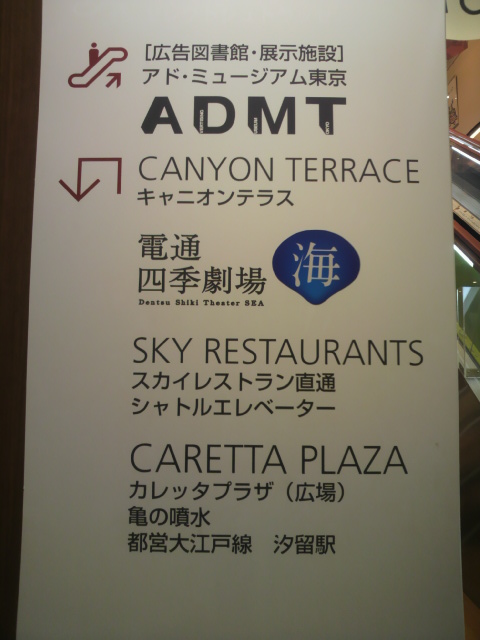 [広告図書館・展示施設]
アド・ミュージアム東京
ADMT
CANYON TERRACE
キャニオンテラス
電通
四季劇場
海
Dentsu Shiki Theater SEA
SKY RESTAURANTS
スカイレストラン直通
シャトルエレベーター
CARETTA PLAZA
カレッタプラザ（広場）
亀の噴水
都営大江戸線　汐留駅